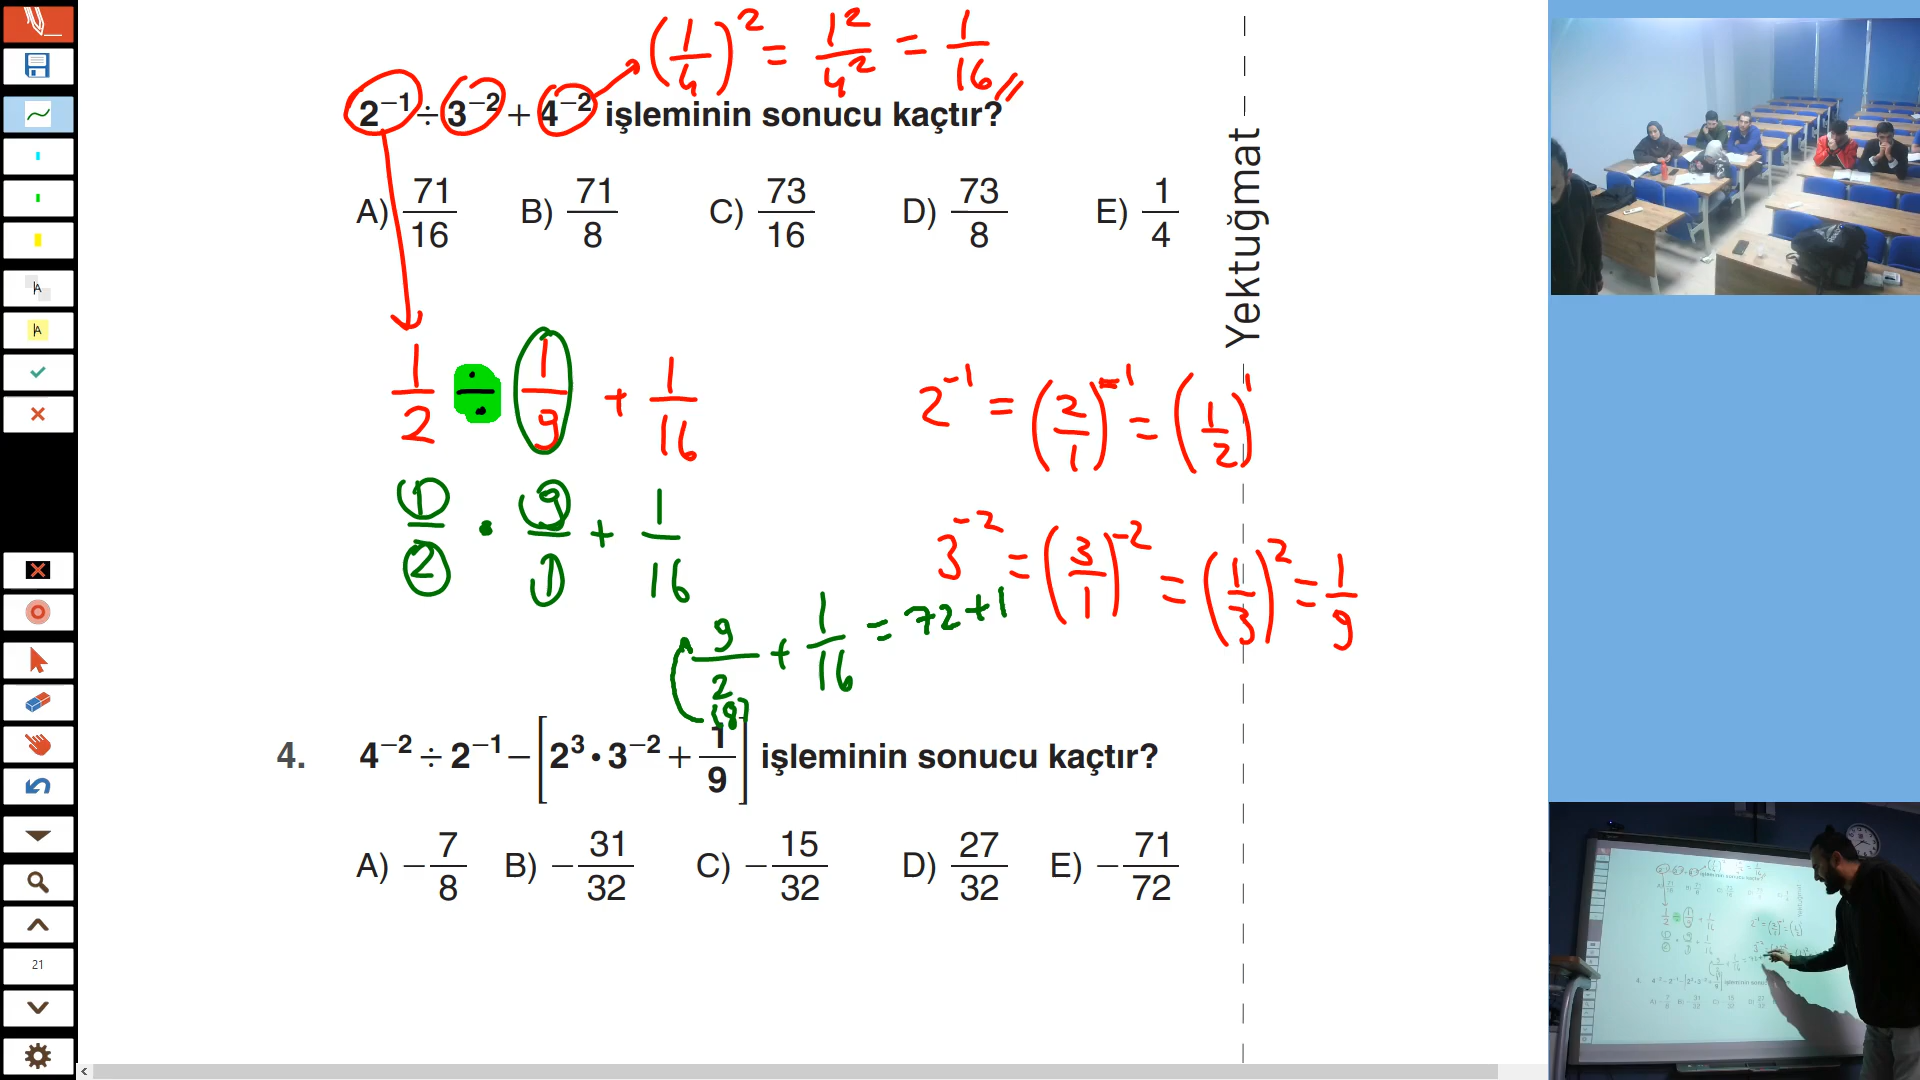 (1/4)² = 1²/4² = 1/16 //
2⁻¹ ÷ 3⁻² + 4⁻² işleminin sonucu kaçtır?
A) 71/16 B) 71/8 C) 73/16 D) 73/8 E) 1/4
Yektuğmat
1/2 ÷ 1/9 + 1/16
2⁻¹ = (2/1)⁻¹ = (1/2)¹
1/2 · 9/1 + 1/16
3⁻² = (3/1)⁻² = (1/3)² = 1/9
9/2 + 1/16 = 72+1
(8)
4. 4⁻² ÷ 2⁻¹ − [2³ • 3⁻² + 1/9] işleminin sonucu kaçtır?
A) −7/8 B) −31/32 C) −15/32 D) 27/32 E) −71/72
21